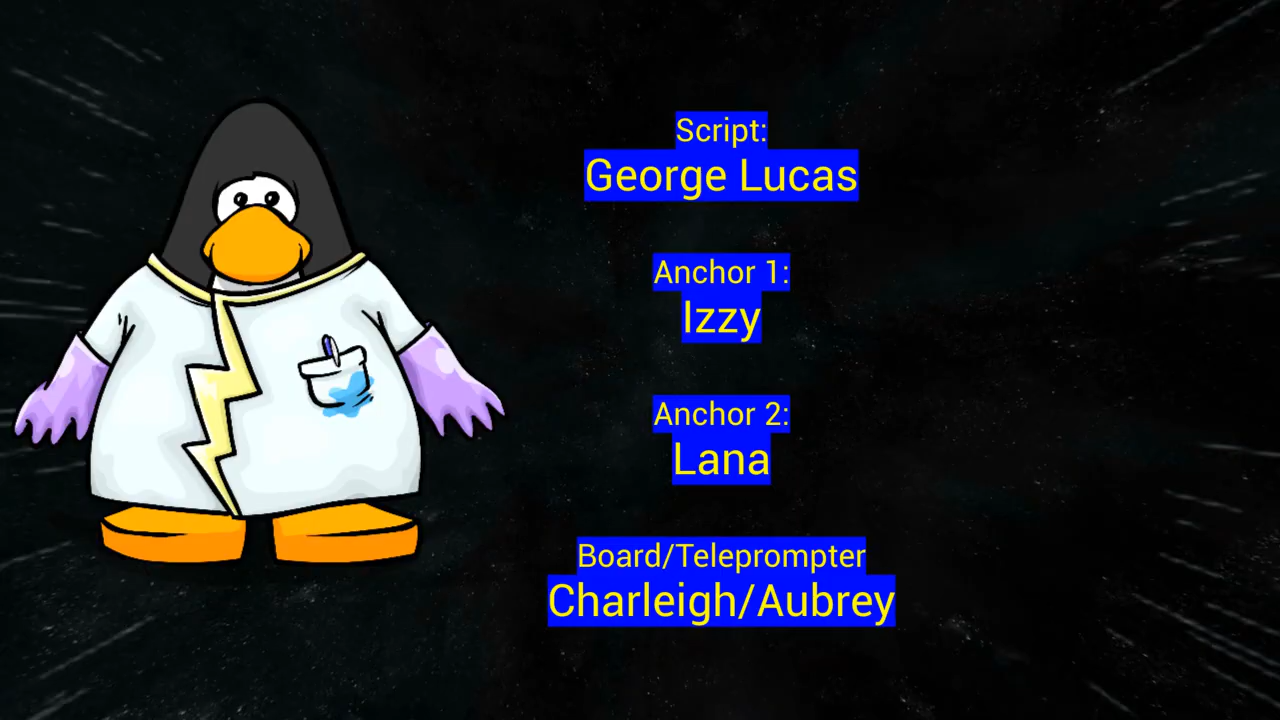 Script:
George Lucas
Anchor 1:
Izzy
Anchor 2:
Lana
Board/Teleprompter
Charleigh/Aubrey